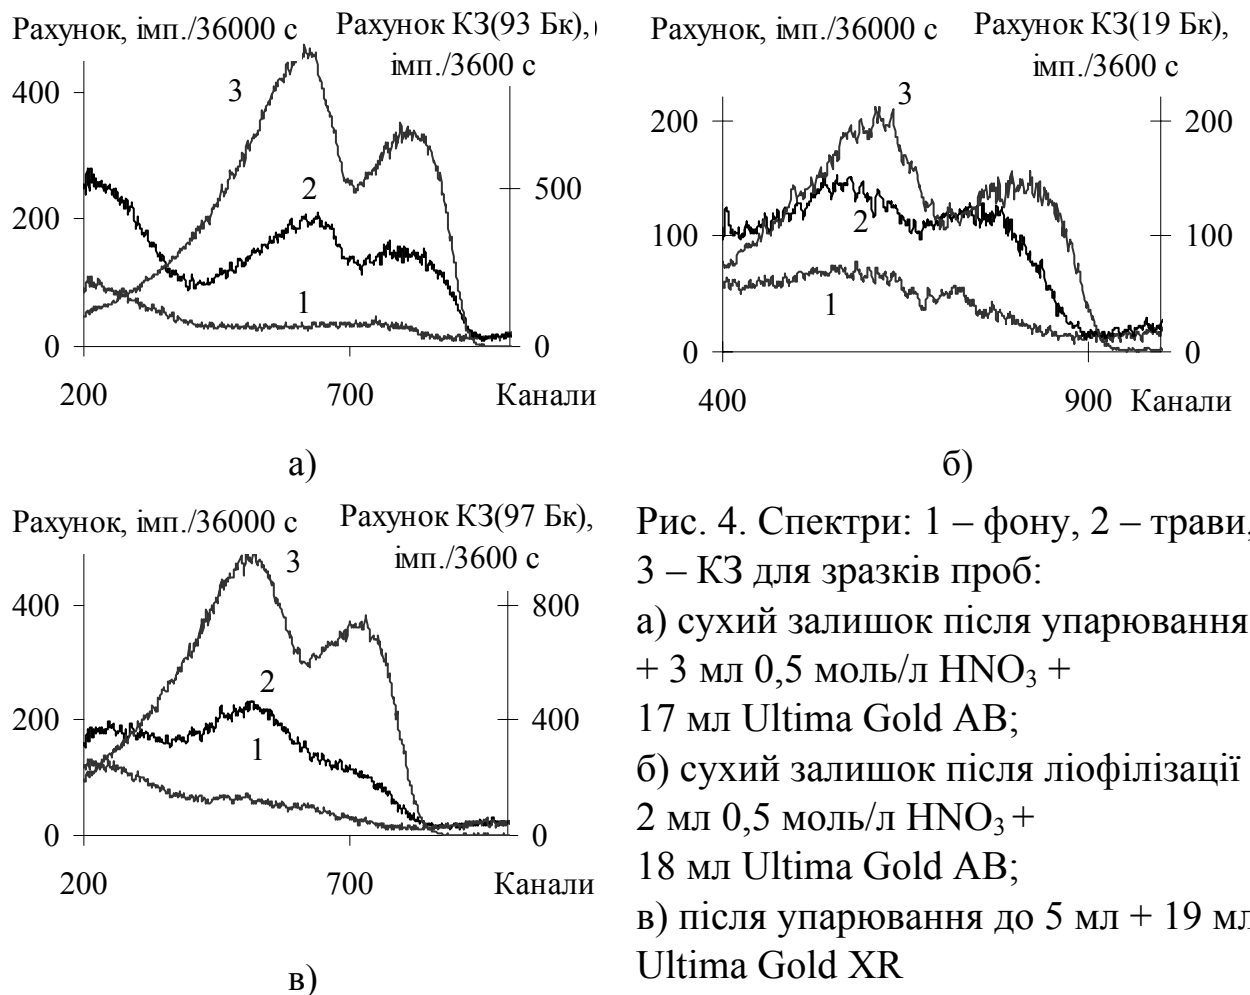 Рахунок, імп./36000 с Рахунок КЗ(93 Бк),
імп./3600 с
400
3
2
500
200
1
0
0
200
700
Канали
а)
Рахунок, імп./36000 с Рахунок КЗ(19 Бк),
імп./3600 с
3
200
200
2
100
100
1
0
0
400
900 Канали
б)
Рахунок, імп./36000 с Рахунок КЗ(97 Бк),
імп./3600 с
3
400
800
2
200
1
400
0
0
200
700
Канали
в)
Рис. 4. Спектри: 1 – фону, 2 – трави,
3 – КЗ для зразків проб:
а) сухий залишок після упарювання
+ 3 мл 0,5 моль/л HNO₃ +
17 мл Ultima Gold AB;
б) сухий залишок після ліофілізації
2 мл 0,5 моль/л HNO₃ +
18 мл Ultima Gold AB;
в) після упарювання до 5 мл + 19 мл
Ultima Gold XR